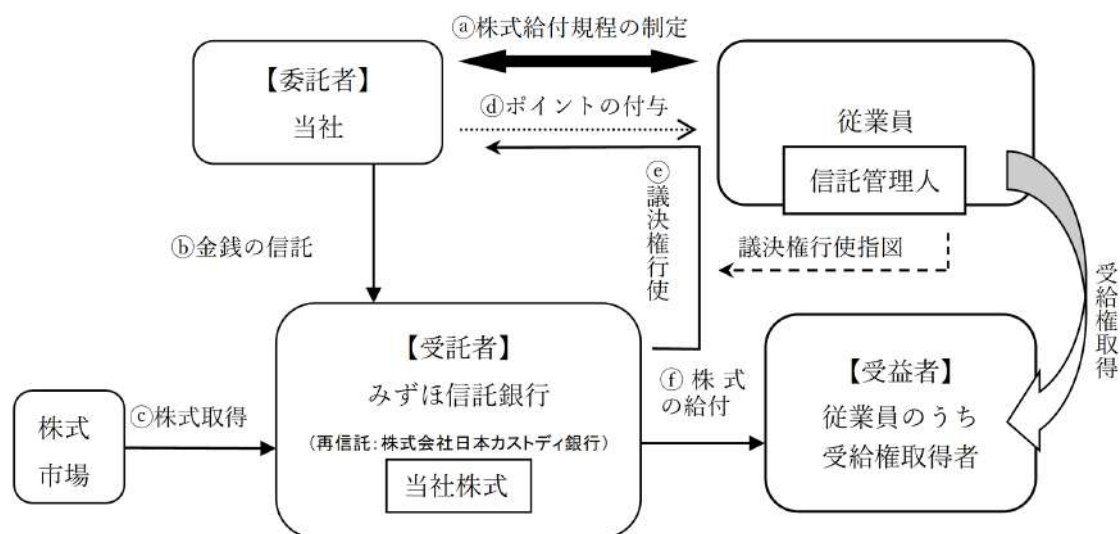 ⓐ株式給付規程の制定
【委託者】
当社
ⓓポイントの付与
従業員
信託管理人
ⓔ議決権行使
議決権行使指図
ⓑ金銭の信託
受給権取得
【受託者】
みずほ信託銀行
（再信託：株式会社日本カストディ銀行）
当社株式
株式
市場
ⓒ株式取得
ⓕ株式
の給付
【受益者】
従業員のうち
受給権取得者